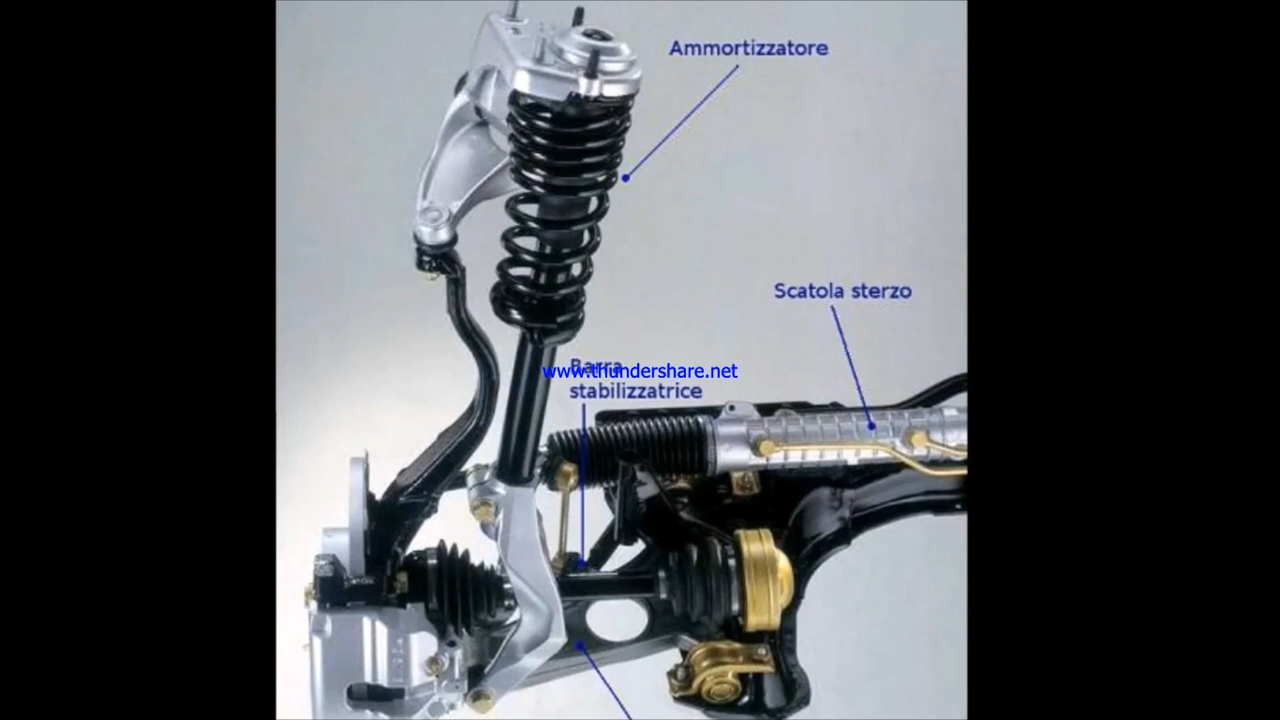 Ammortizzatore
Scatola sterzo
Barra
www.thundershare.net
stabilizzatrice